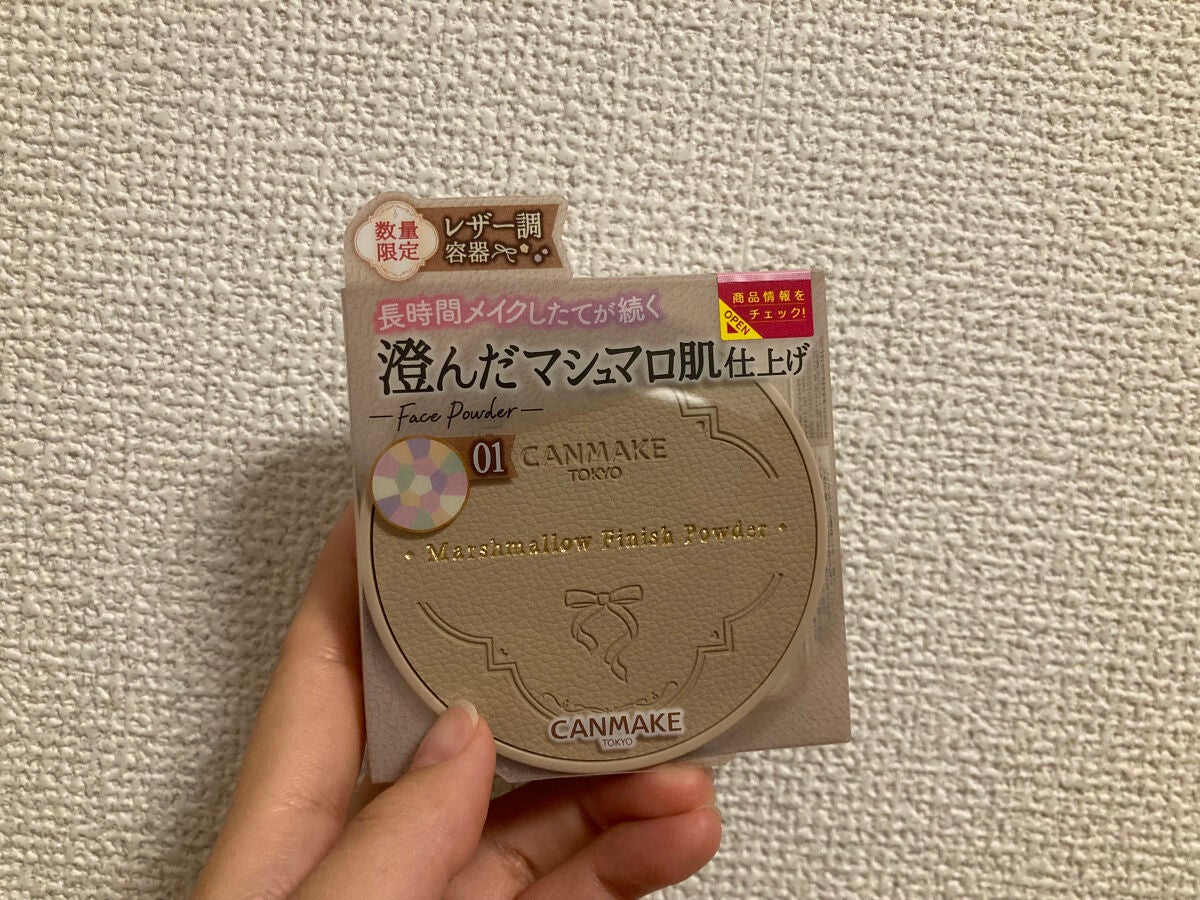 数量
限定
レザー調
容器
長時間メイクしたてが続く
商品情報を
チェック!
OPEN
澄んだマシュマロ肌仕上げ
Face Powder
01
CANMAKE
TOKYO
Marshmallow Finish Powder
CANMAKE
TOKYO